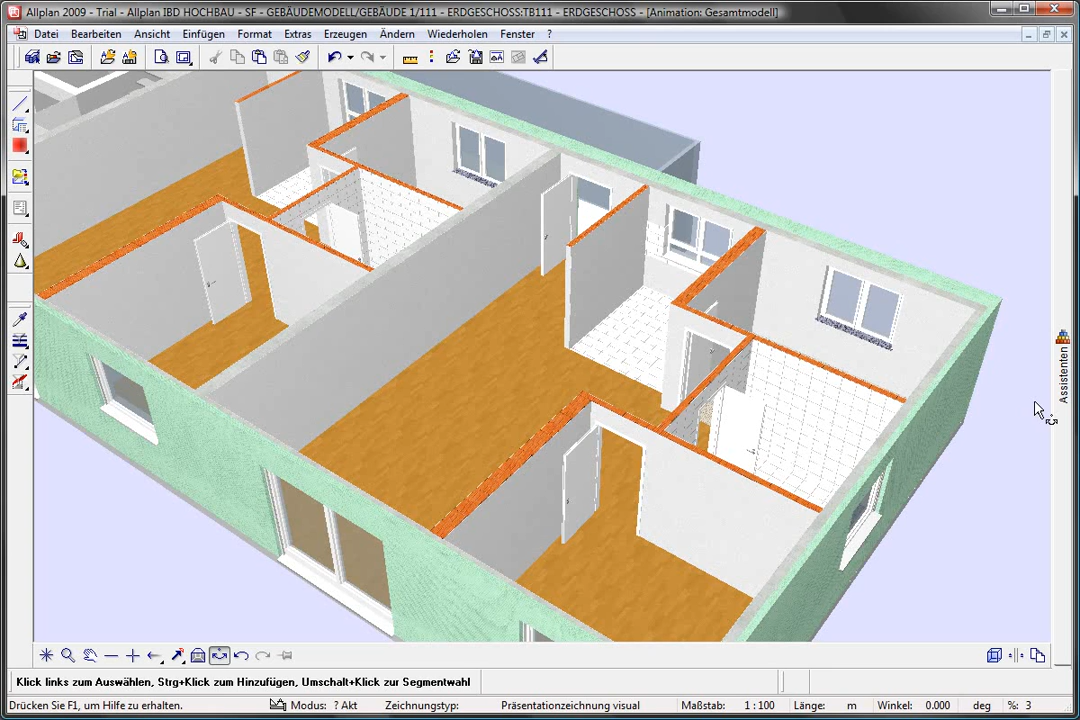 Allplan 2009 - Trial - Allplan IBD HOCHBAU - SF - GEBÄUDEMODELL/GEBÄUDE 1/111 - ERDGESCHOSS:TB111 - ERDGESCHOSS - [Animation: Gesamtmodell]
Datei Bearbeiten Ansicht Einfügen Format Extras Erzeugen Ändern Wiederholen Fenster ?
Assistenten
Klick links zum Auswählen, Strg+Klick zum Hinzufügen, Umschalt+Klick zur Segmentwahl
Drücken Sie F1, um Hilfe zu erhalten. Modus: ? Akt Zeichnungstyp: Präsentationzeichnung visual Maßstab: 1 : 100 Länge: m Winkel: 0.000 deg %: 3